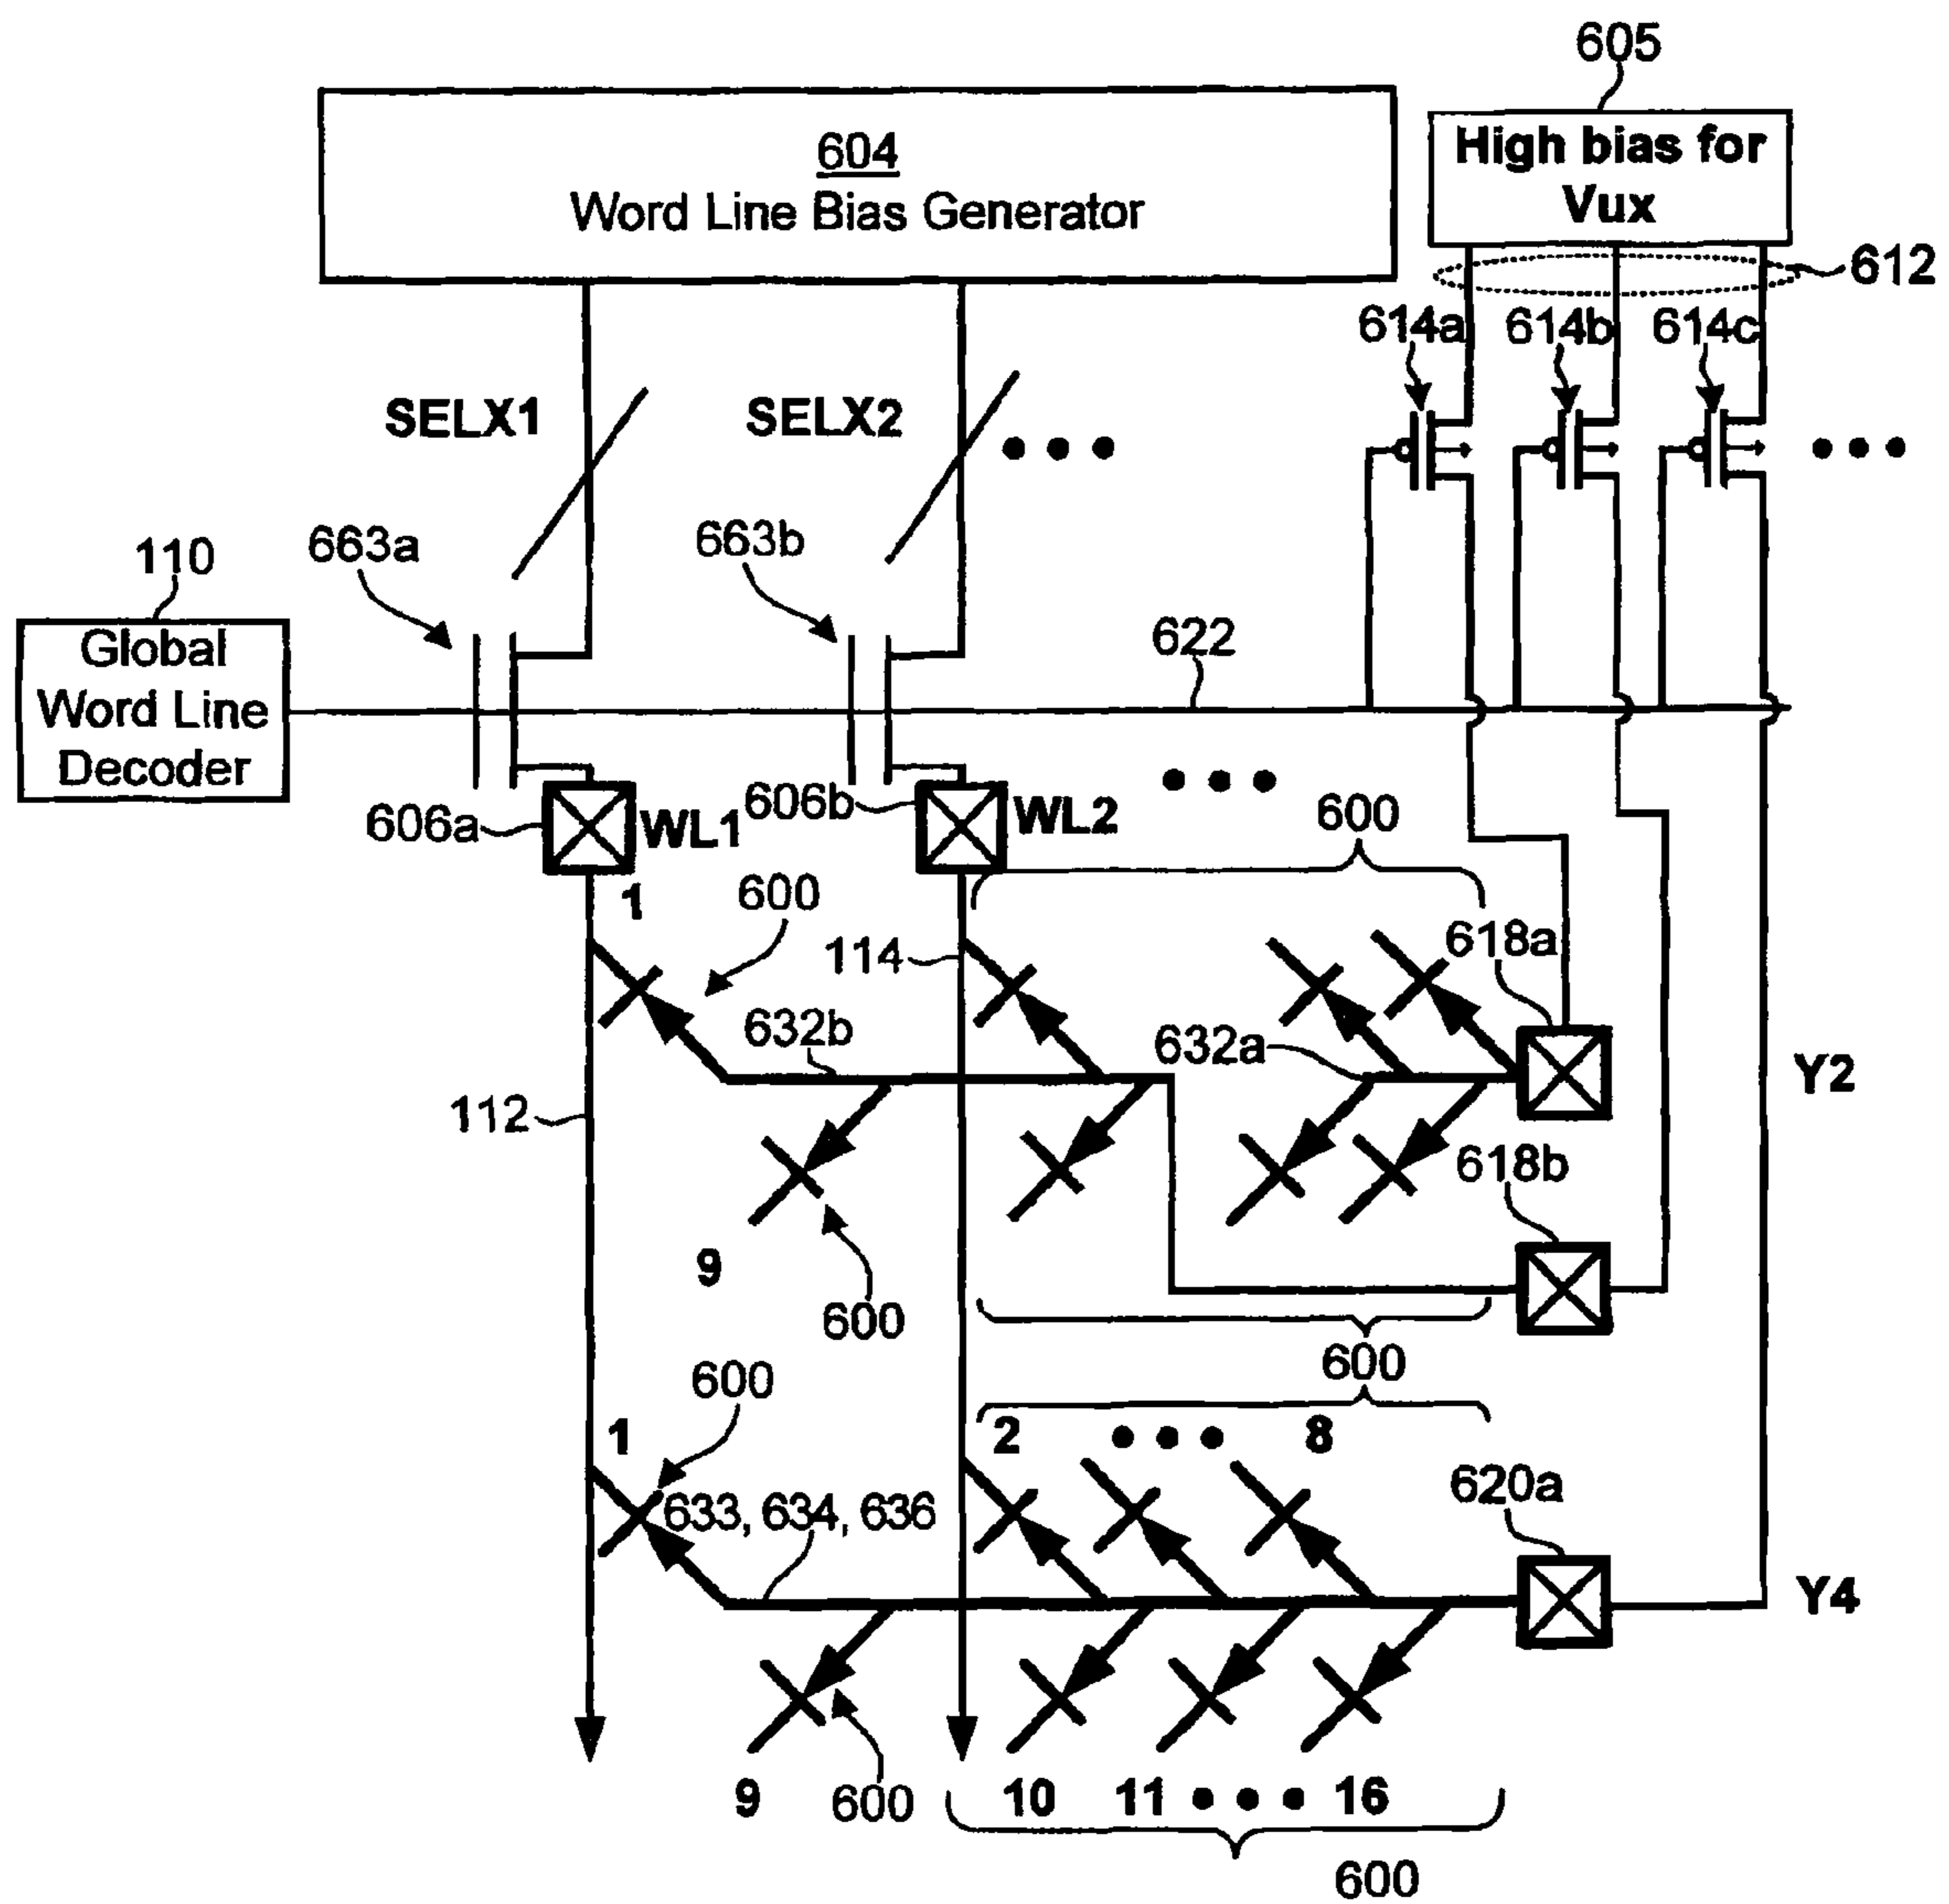 605
604
Word Line Bias Generator
High bias for
Vux
612
614a
614b
614c
SELX1
SELX2
663a
663b
110
Global
Word Line
Decoder
622
606a
WL1
606b
WL2
600
1
600
114
618a
632b
632a
Y2
112
618b
9
600
600
600
1
2
8
633, 634, 636
620a
Y4
9
600
10
11
16
600